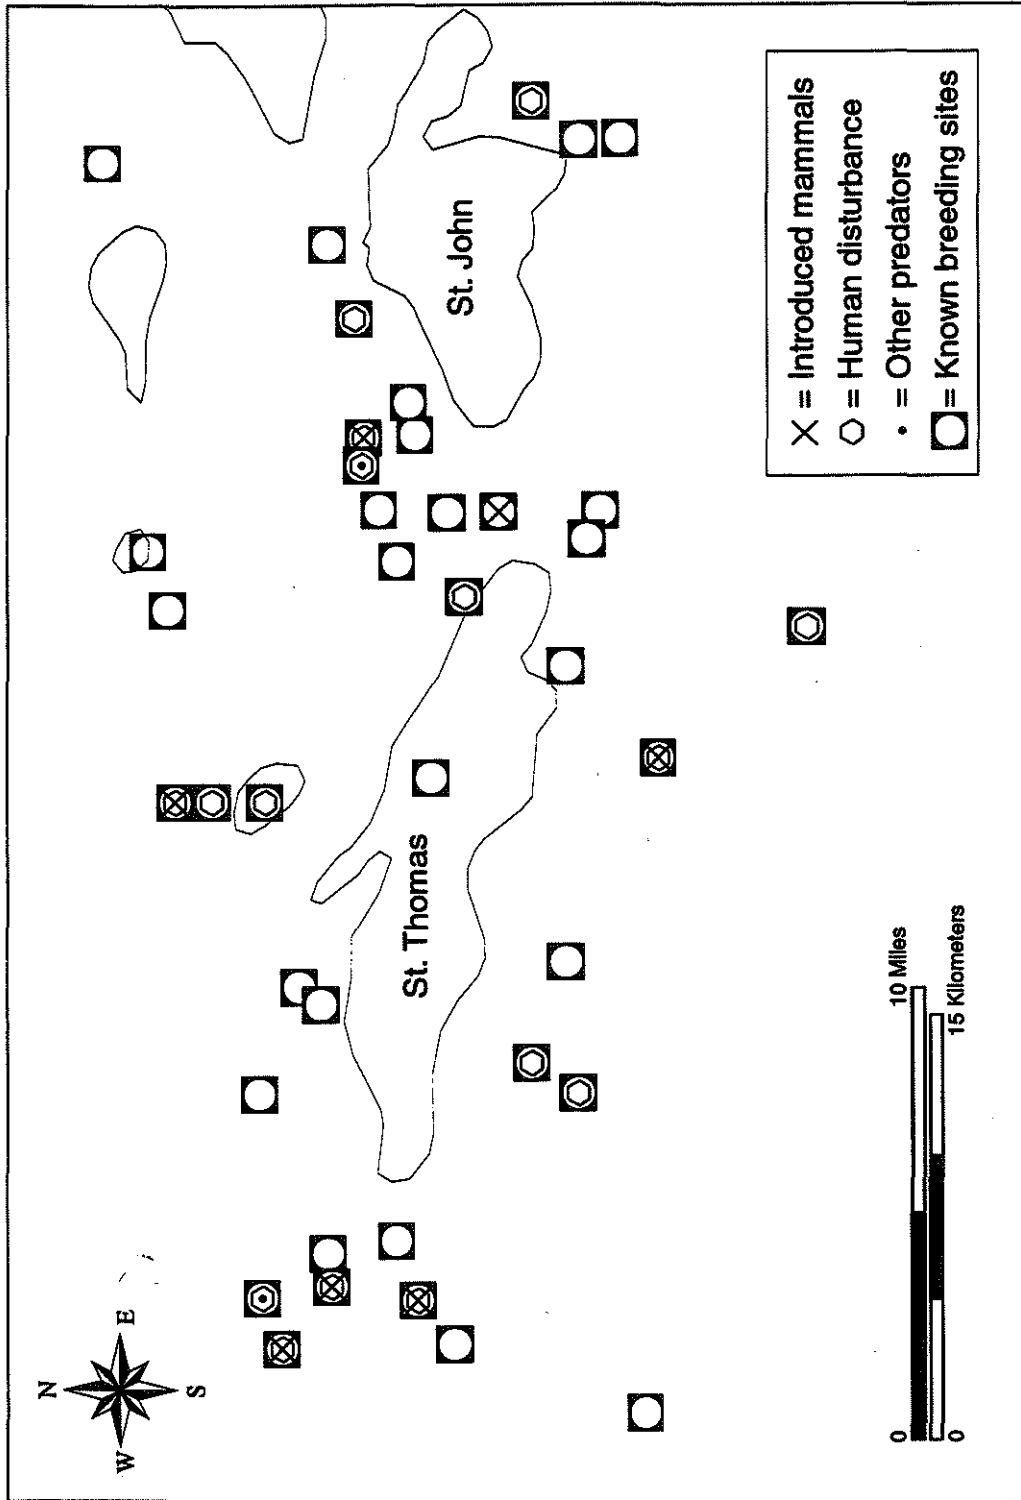 N
W
E
S
St. Thomas
St. John
X = Introduced mammals
= Human disturbance
• = Other predators
= Known breeding sites
0
10 Miles
0
15 Kilometers